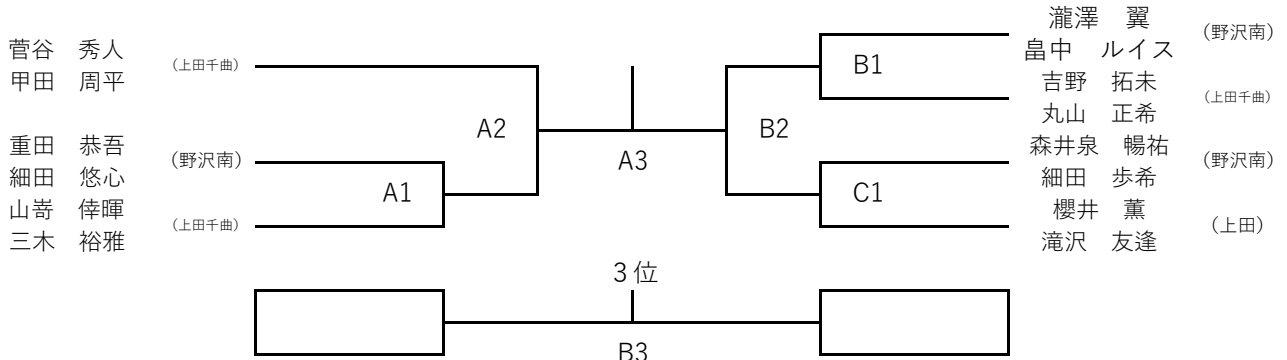 菅谷　秀人
甲田　周平
（上田千曲）
重田　恭吾
細田　悠心
（野沢南）
山嵜　倖暉
三木　裕雅
（上田千曲）
A1
A2
A3
B1
B2
C1
瀧澤　翼
畠中　ルイス
（野沢南）
吉野　拓未
丸山　正希
（上田千曲）
森井泉　暢祐
細田　歩希
（野沢南）
櫻井　薫
滝沢　友逢
（上田）
３位
B3